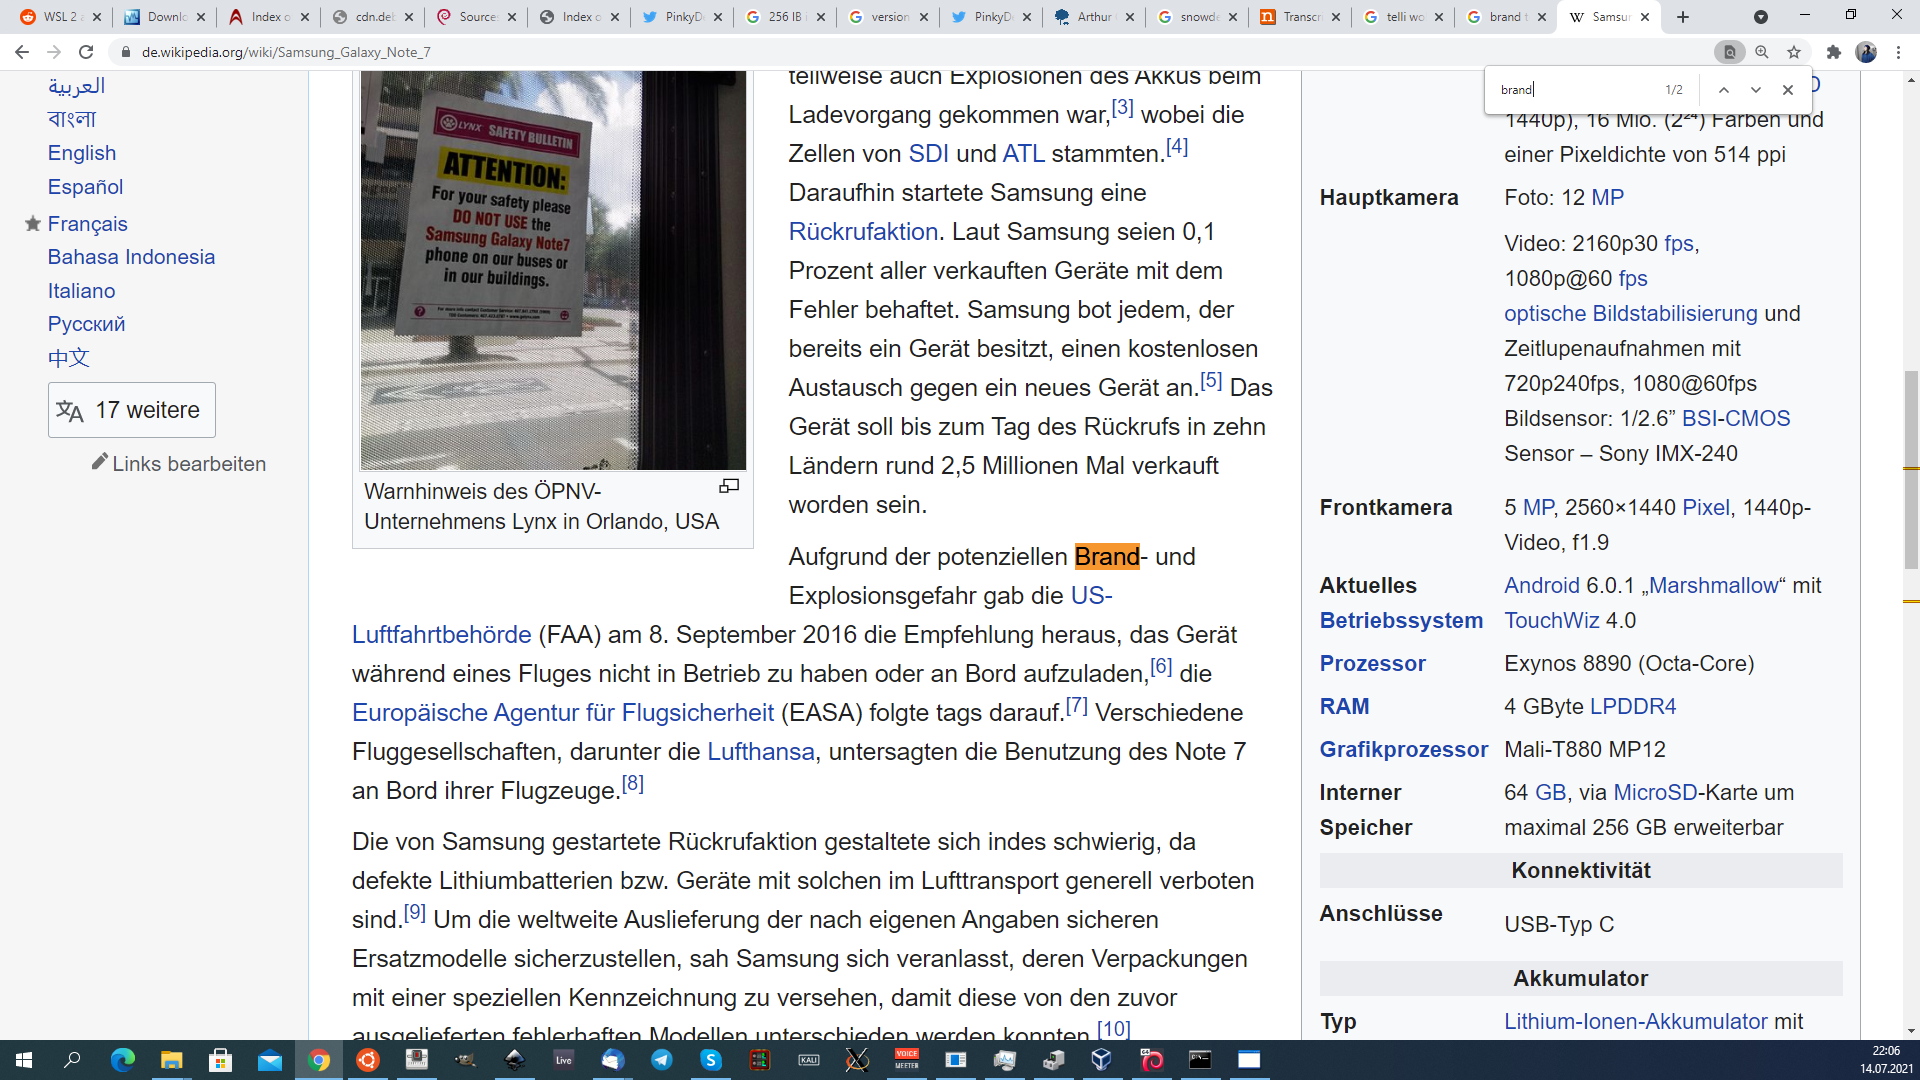 WSL 2 a
Downlo
Index o
cdn.deb
Source
Index o
PinkyD
256 IB i
version
PinkyD
Arthur
snowde
Transcr
telli wo
brand t
Samsun
de.wikipedia.org/wiki/Samsung_Galaxy_Note_7
brand
1/2
العربية
বাংলা
English
Español
Français
Bahasa Indonesia
Italiano
Русский
中文
17 weitere
Links bearbeiten
LYNX SAFETY BULLETIN
ATTENTION:
For your safety please
DO NOT USE the
Samsung Galaxy Note7
phone on our buses or
in our buildings.
Warnhinweis des ÖPNV-
Unternehmens Lynx in Orlando, USA
teilweise auch Explosionen des Akkus beim
Ladevorgang gekommen war,[3] wobei die
Zellen von SDI und ATL stammten.[4]
Daraufhin startete Samsung eine
Rückrufaktion. Laut Samsung seien 0,1
Prozent aller verkauften Geräte mit dem
Fehler behaftet. Samsung bot jedem, der
bereits ein Gerät besitzt, einen kostenlosen
Austausch gegen ein neues Gerät an.[5] Das
Gerät soll bis zum Tag des Rückrufs in zehn
Ländern rund 2,5 Millionen Mal verkauft
worden sein.
Aufgrund der potenziellen Brand- und
Explosionsgefahr gab die US-
Luftfahrtbehörde (FAA) am 8. September 2016 die Empfehlung heraus, das Gerät
während eines Fluges nicht in Betrieb zu haben oder an Bord aufzuladen,[6] die
Europäische Agentur für Flugsicherheit (EASA) folgte tags darauf.[7] Verschiedene
Fluggesellschaften, darunter die Lufthansa, untersagten die Benutzung des Note 7
an Bord ihrer Flugzeuge.[8]
Die von Samsung gestartete Rückrufaktion gestaltete sich indes schwierig, da
defekte Lithiumbatterien bzw. Geräte mit solchen im Lufttransport generell verboten
sind.[9] Um die weltweite Auslieferung der nach eigenen Angaben sicheren
Ersatzmodelle sicherzustellen, sah Samsung sich veranlasst, deren Verpackungen
mit einer speziellen Kennzeichnung zu versehen, damit diese von den zuvor
ausgelieferten fehlerhaften Modellen unterschieden werden konnten.[10]
1440p), 16 Mio. (2²⁴) Farben und
einer Pixeldichte von 514 ppi
Hauptkamera
Foto: 12 MP
Video: 2160p30 fps,
1080p@60 fps
optische Bildstabilisierung und
Zeitlupenaufnahmen mit
720p240fps, 1080@60fps
Bildsensor: 1/2.6” BSI-CMOS
Sensor – Sony IMX-240
Frontkamera
5 MP, 2560×1440 Pixel, 1440p-
Video, f1.9
Aktuelles
Betriebssystem
Android 6.0.1 „Marshmallow“ mit
TouchWiz 4.0
Prozessor
Exynos 8890 (Octa-Core)
RAM
4 GByte LPDDR4
Grafikprozessor
Mali-T880 MP12
Interner
Speicher
64 GB, via MicroSD-Karte um
maximal 256 GB erweiterbar
Konnektivität
Anschlüsse
USB-Typ C
Akkumulator
Typ
Lithium-Ionen-Akkumulator mit
Live
KALI
VOICE
MEETER
22:06
14.07.2021